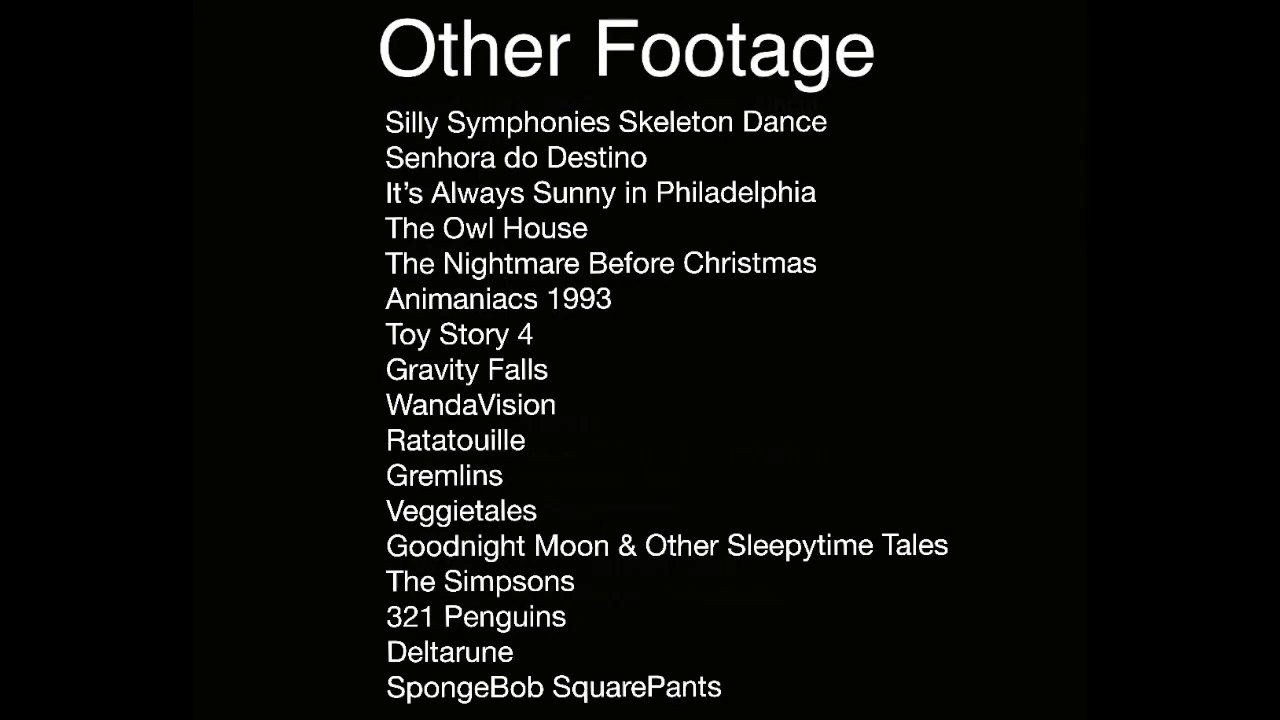 Other Footage
Silly Symphonies Skeleton Dance
Senhora do Destino
It's Always Sunny in Philadelphia
The Owl House
The Nightmare Before Christmas
Animaniacs 1993
Toy Story 4
Gravity Falls
WandaVision
Ratatouille
Gremlins
Veggietales
Goodnight Moon & Other Sleepytime Tales
The Simpsons
321 Penguins
Deltarune
SpongeBob SquarePants